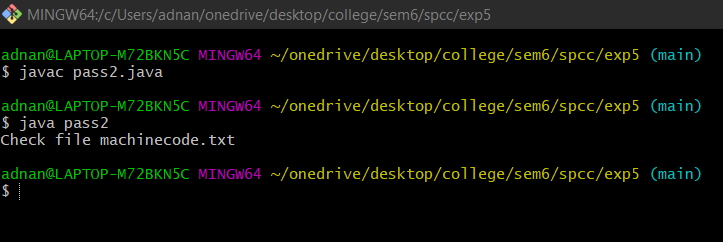 MINGW64:/c/Users/adnan/onedrive/desktop/college/sem6/spcc/exp5
adnan@LAPTOP-M72BKN5C MINGW64 ~/onedrive/desktop/college/sem6/spcc/exp5 (main)
$ javac pass2.java
adnan@LAPTOP-M72BKN5C MINGW64 ~/onedrive/desktop/college/sem6/spcc/exp5 (main)
$ java pass2
Check file machinecode.txt
adnan@LAPTOP-M72BKN5C MINGW64 ~/onedrive/desktop/college/sem6/spcc/exp5 (main)
$